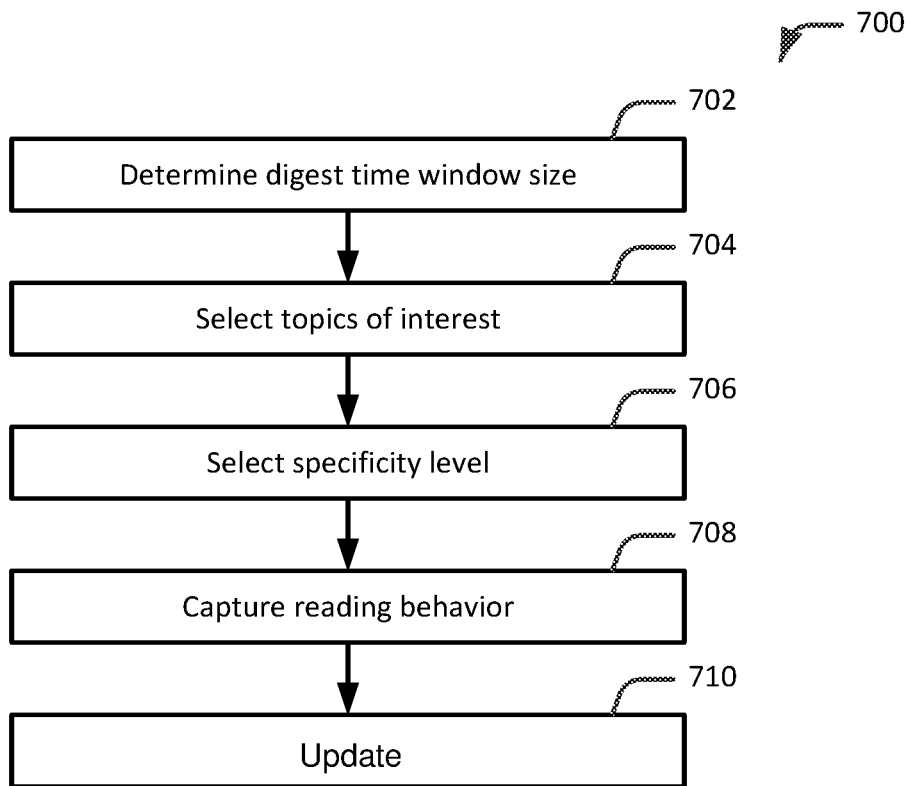 700
702
Determine digest time window size
704
Select topics of interest
706
Select specificity level
708
Capture reading behavior
710
Update